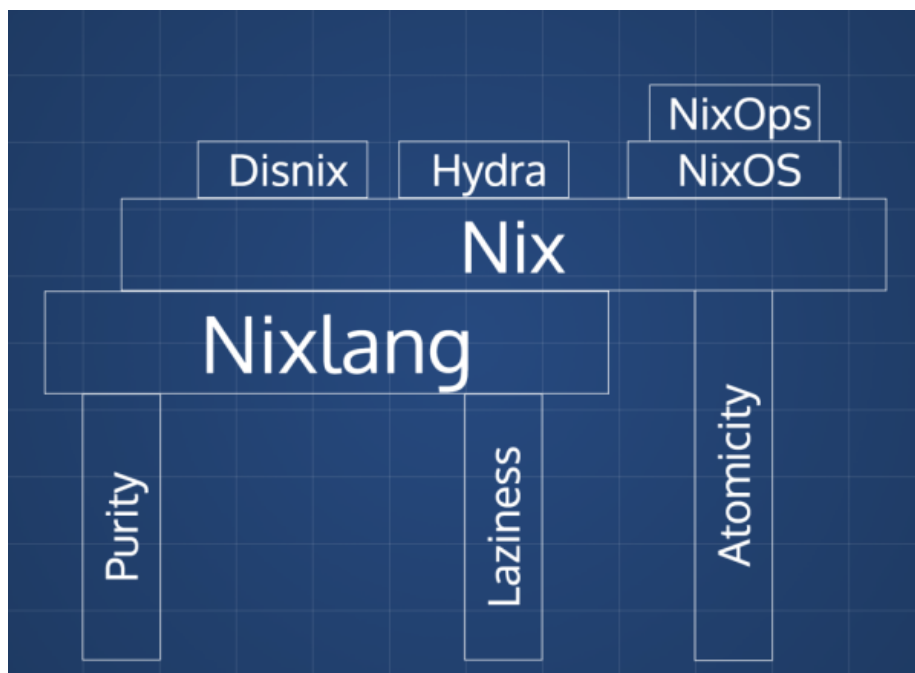 NixOps
Disnix
Hydra
NixOS
Nix
Nixlang
Purity
Laziness
Atomicity